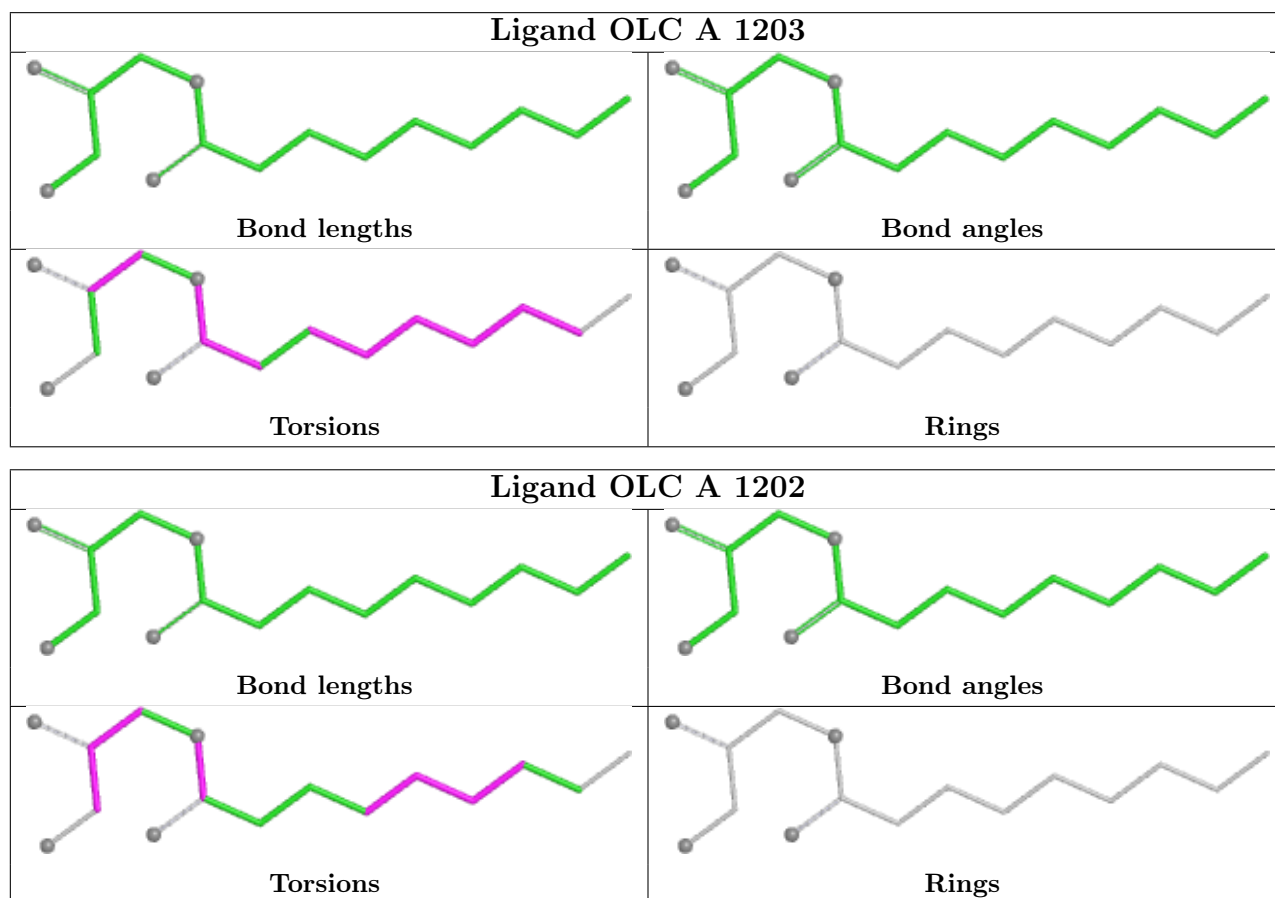 Ligand OLC A 1203
Bond lengths
Bond angles
Torsions
Rings
Ligand OLC A 1202
Bond lengths
Bond angles
Torsions
Rings